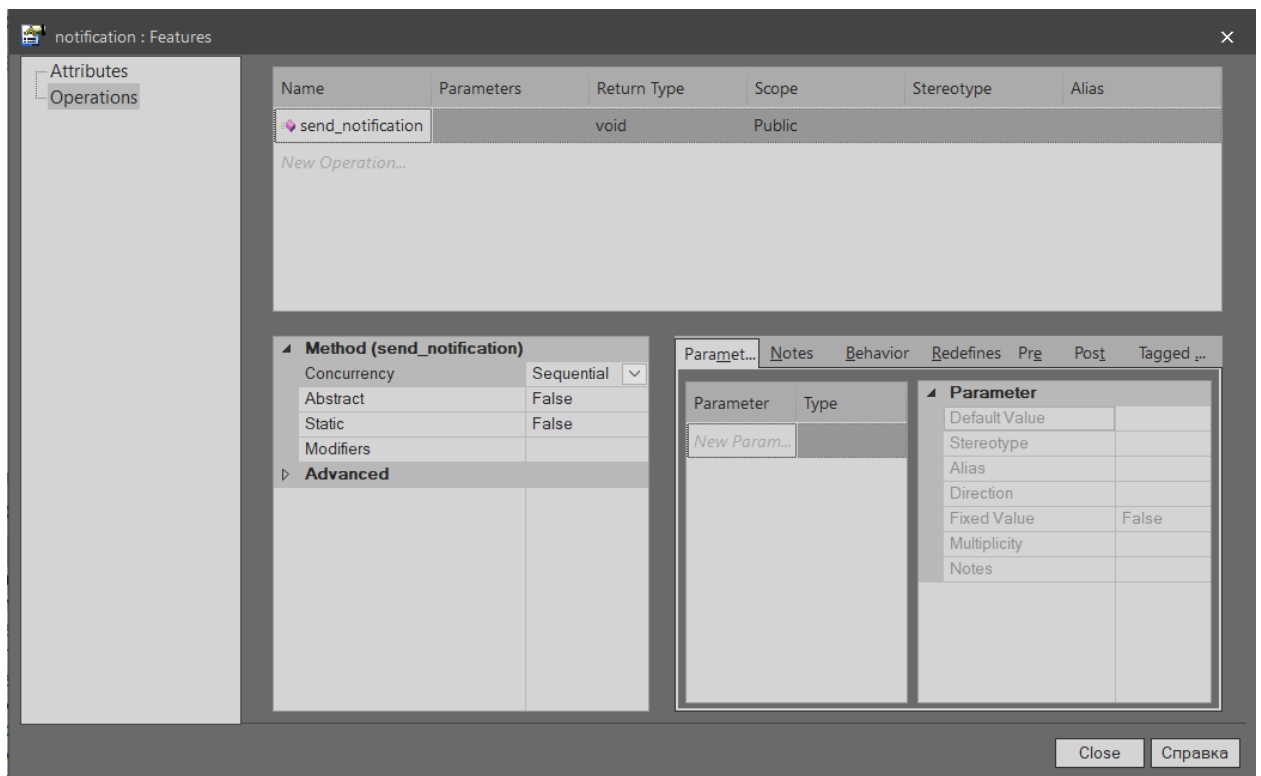 notification : Features
Attributes
Operations
Name Parameters Return Type Scope Stereotype Alias
send_notification void Public
New Operation...
Method (send_notification)
Concurrency Sequential
Abstract False
Static False
Modifiers
Advanced
Paramet... Notes Behavior Redefines Pre Post Tagged ...
Parameter Type
New Param...
Parameter
Default Value
Stereotype
Alias
Direction
Fixed Value False
Multiplicity
Notes
Close Справка